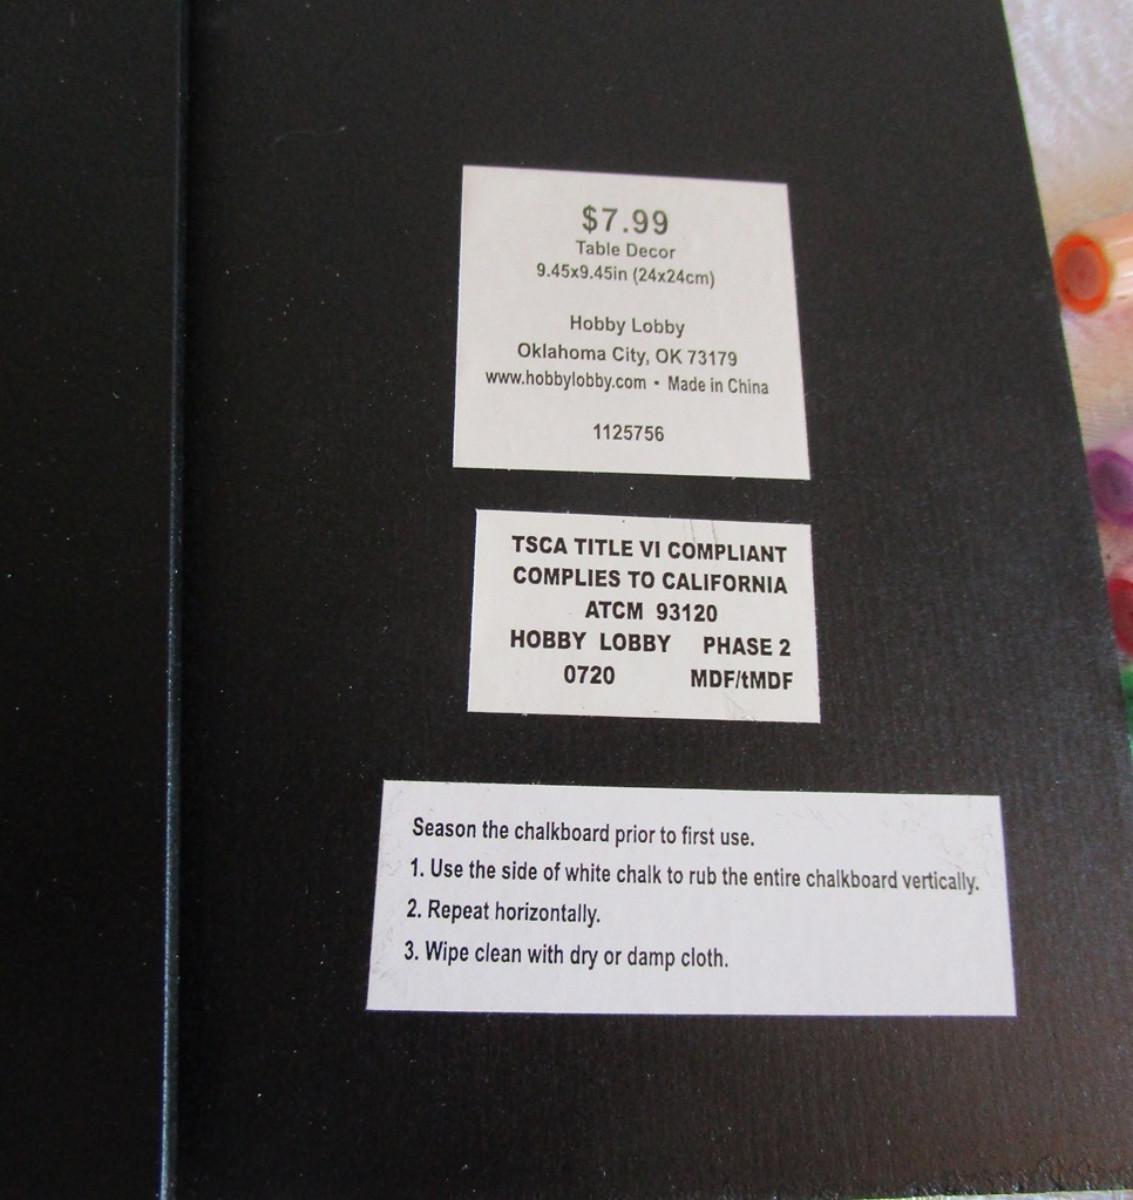 $7.99
Table Decor
9.45x9.45in (24x24cm)
Hobby Lobby
Oklahoma City, OK 73179
www.hobbylobby.com • Made in China
1125756
TSCA TITLE VI COMPLIANT
COMPLIES TO CALIFORNIA
ATCM 93120
HOBBY LOBBY PHASE 2
0720 MDF/tMDF
Season the chalkboard prior to first use.
1. Use the side of white chalk to rub the entire chalkboard vertically.
2. Repeat horizontally.
3. Wipe clean with dry or damp cloth.